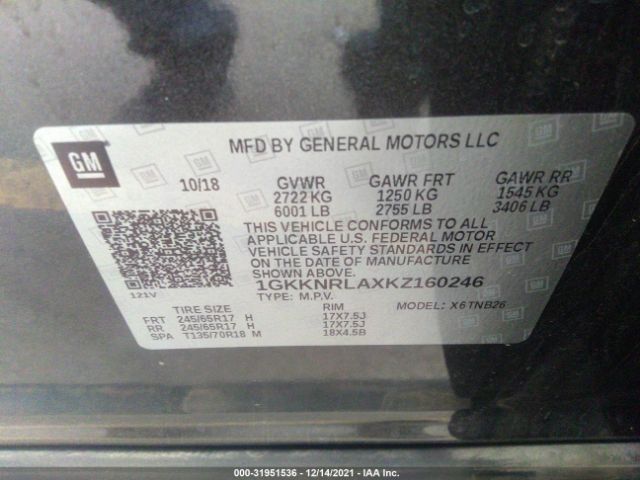 MFD BY GENERAL MOTORS LLC
GM
10/18 GVWR GAWR FRT GAWR RR
2722 KG 1250 KG 1545 KG
6001 LB 2755 LB 3406 LB
THIS VEHICLE CONFORMS TO ALL
APPLICABLE U.S. FEDERAL MOTOR
VEHICLE SAFETY STANDARDS IN EFFECT
ON THE DATE OF MANUFACTURE
SHOWN ABOVE.
1GKKNRLAXKZ160246
121V
TYPE: M.P.V. MODEL: X6TNB26
TIRE SIZE RIM
FRT 245/65R17 H 17X7.5J
RR 245/65R17 H 17X7.5J
SPA T135/70R18 M 18X4.5B
000-31951536 - 12/14/2021 - IAA Inc.